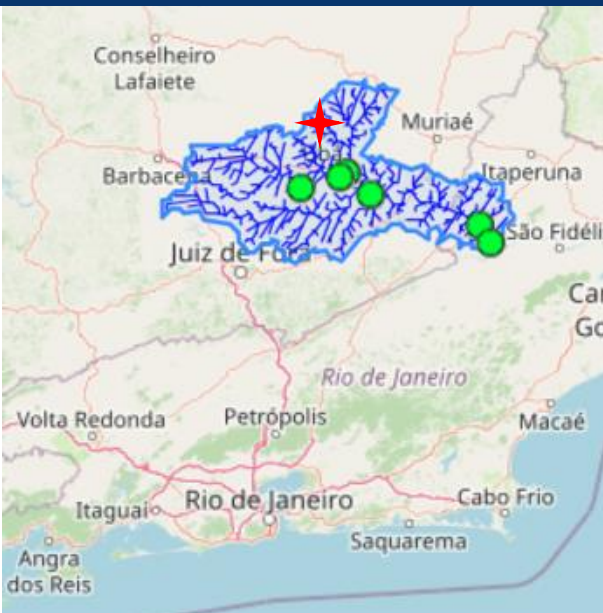 Conselheiro
Lafaiete
Muriaé
Barbacena
Itaperuna
São Fidéli
Juiz de Fora
Ca
Go
Rio de Janeiro
Volta Redonda
Petrópolis
Macaé
Itaguaí
Rio de Janeiro
Cabo Frio
Saquarema
Angra
dos Reis